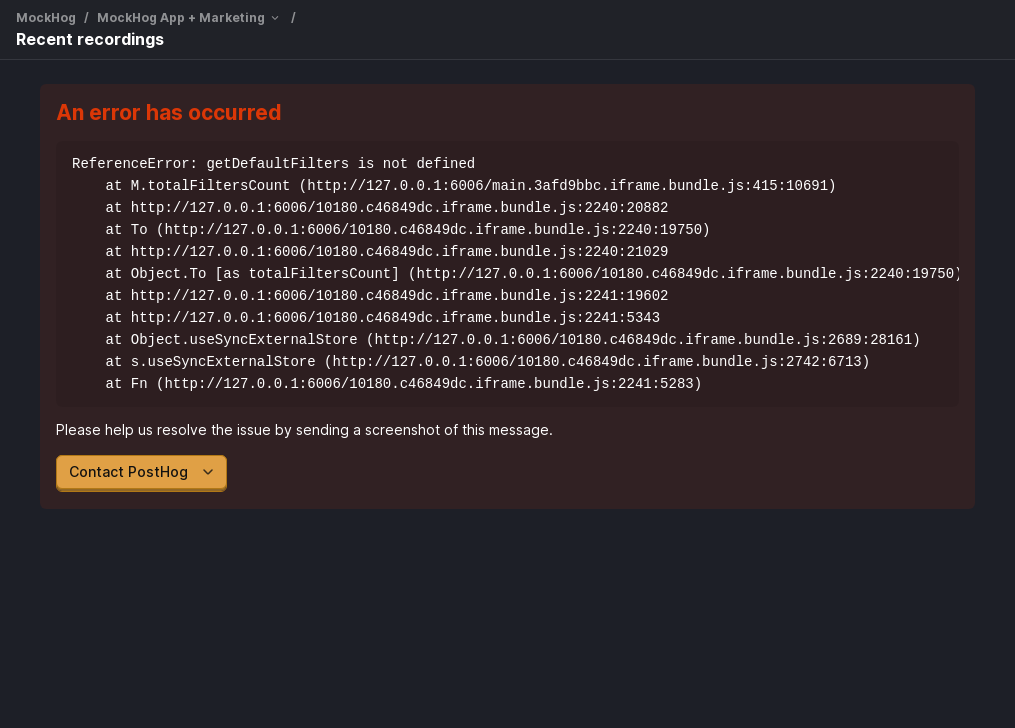 MockHog / MockHog App + Marketing /
Recent recordings
An error has occurred
ReferenceError: getDefaultFilters is not defined
    at M.totalFiltersCount (http://127.0.0.1:6006/main.3afd9bbc.iframe.bundle.js:415:10691)
    at http://127.0.0.1:6006/10180.c46849dc.iframe.bundle.js:2240:20882
    at To (http://127.0.0.1:6006/10180.c46849dc.iframe.bundle.js:2240:19750)
    at http://127.0.0.1:6006/10180.c46849dc.iframe.bundle.js:2240:21029
    at Object.To [as totalFiltersCount] (http://127.0.0.1:6006/10180.c46849dc.iframe.bundle.js:2240:19750)
    at http://127.0.0.1:6006/10180.c46849dc.iframe.bundle.js:2241:19602
    at http://127.0.0.1:6006/10180.c46849dc.iframe.bundle.js:2241:5343
    at Object.useSyncExternalStore (http://127.0.0.1:6006/10180.c46849dc.iframe.bundle.js:2689:28161)
    at s.useSyncExternalStore (http://127.0.0.1:6006/10180.c46849dc.iframe.bundle.js:2742:6713)
    at Fn (http://127.0.0.1:6006/10180.c46849dc.iframe.bundle.js:2241:5283)
Please help us resolve the issue by sending a screenshot of this message.
Contact PostHog